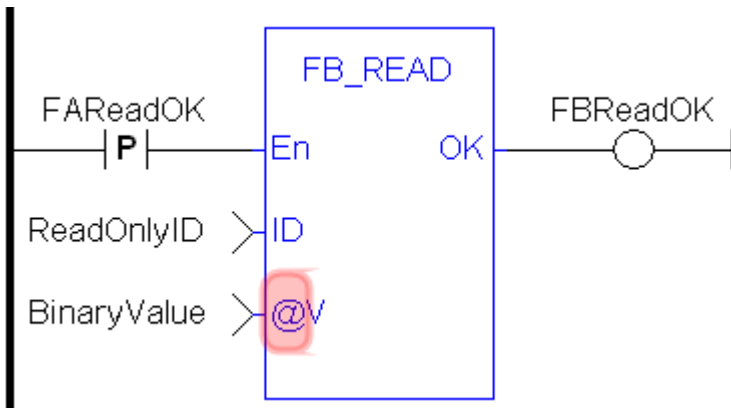 FB_READ
FAReadOK
FBReadOK
P
En
OK
ReadOnlyID
ID
BinaryValue
@V